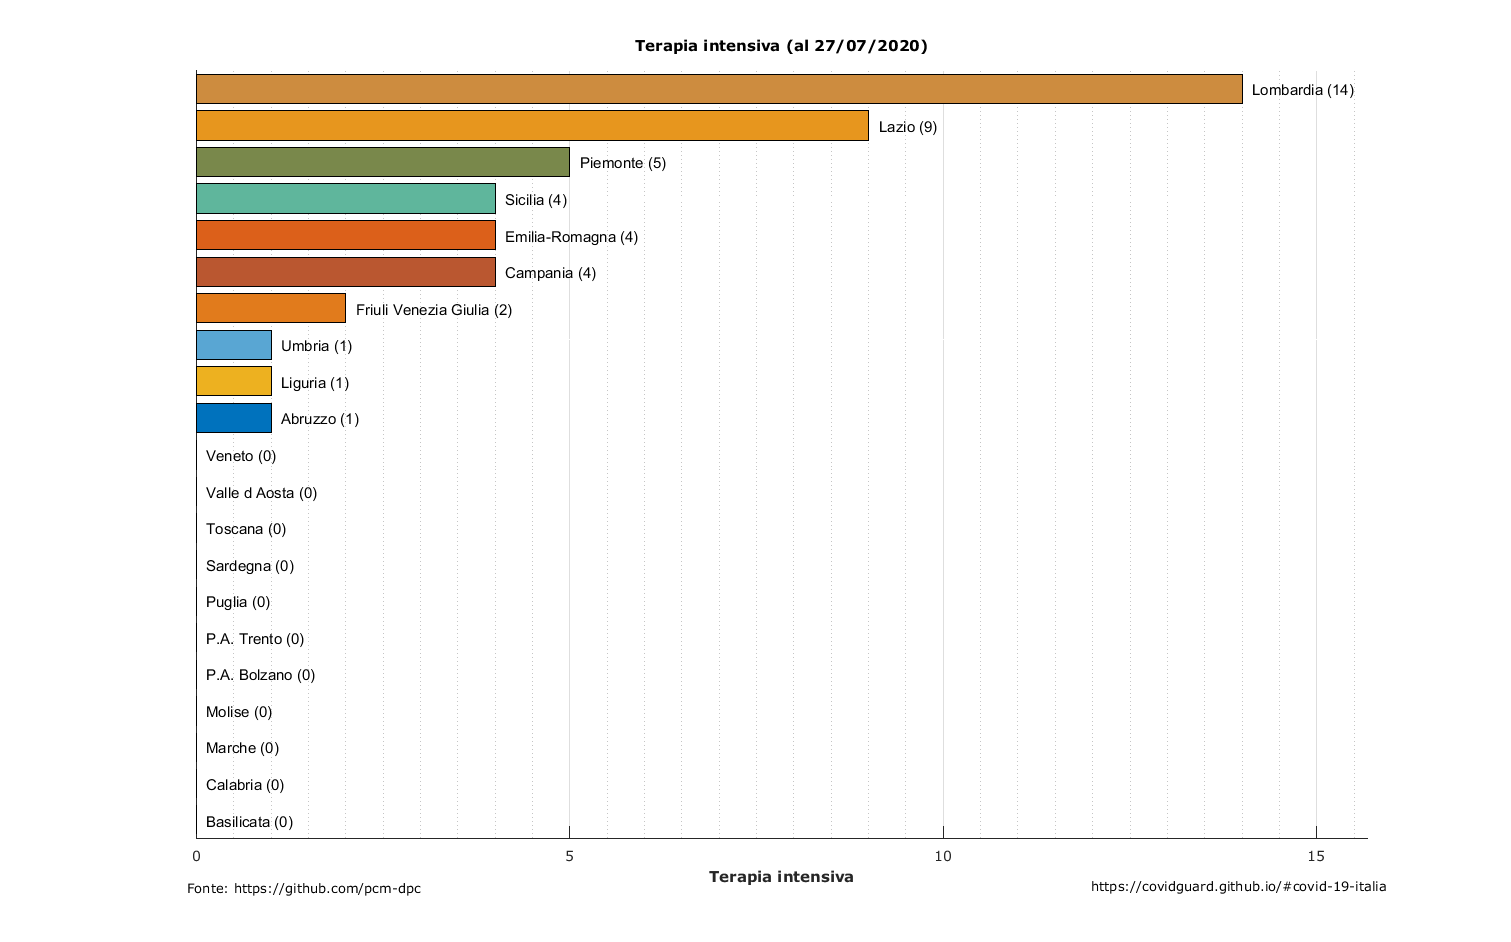 Terapia intensiva (al 27/07/2020)
Lombardia (14)
Lazio (9)
Piemonte (5)
Sicilia (4)
Emilia-Romagna (4)
Campania (4)
Friuli Venezia Giulia (2)
Umbria (1)
Liguria (1)
Abruzzo (1)
Veneto (0)
Valle d Aosta (0)
Toscana (0)
Sardegna (0)
Puglia (0)
P.A. Trento (0)
P.A. Bolzano (0)
Molise (0)
Marche (0)
Calabria (0)
Basilicata (0)
0 5 10 15
Terapia intensiva
Fonte: https://github.com/pcm-dpc
https://covidguard.github.io/#covid-19-italia